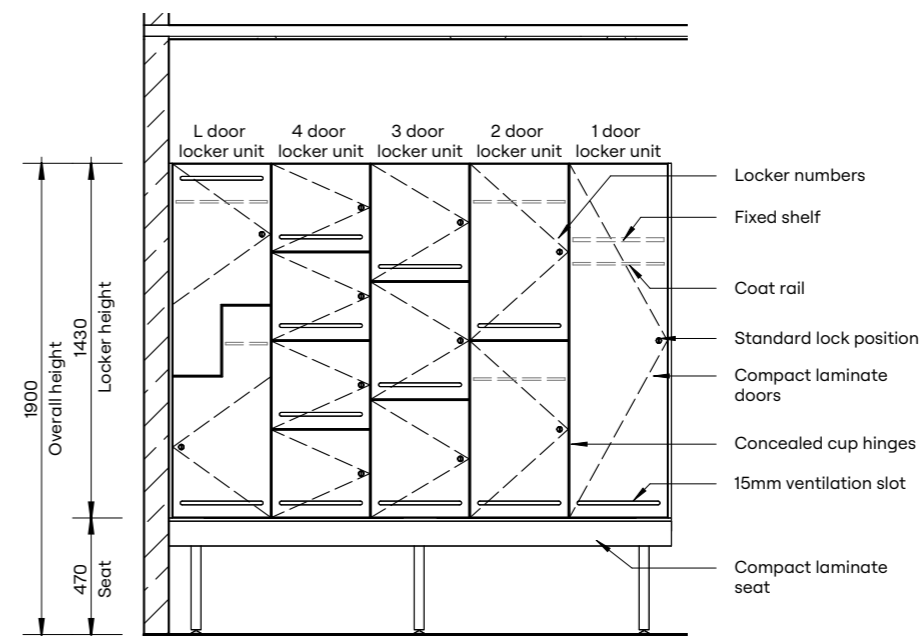 L door
locker unit
4 door
locker unit
3 door
locker unit
2 door
locker unit
1 door
locker unit
Locker numbers
Fixed shelf
Coat rail
Standard lock position
Compact laminate
doors
Concealed cup hinges
15mm ventilation slot
Compact laminate
seat
1900
Overall height
1430
Locker height
470
Seat